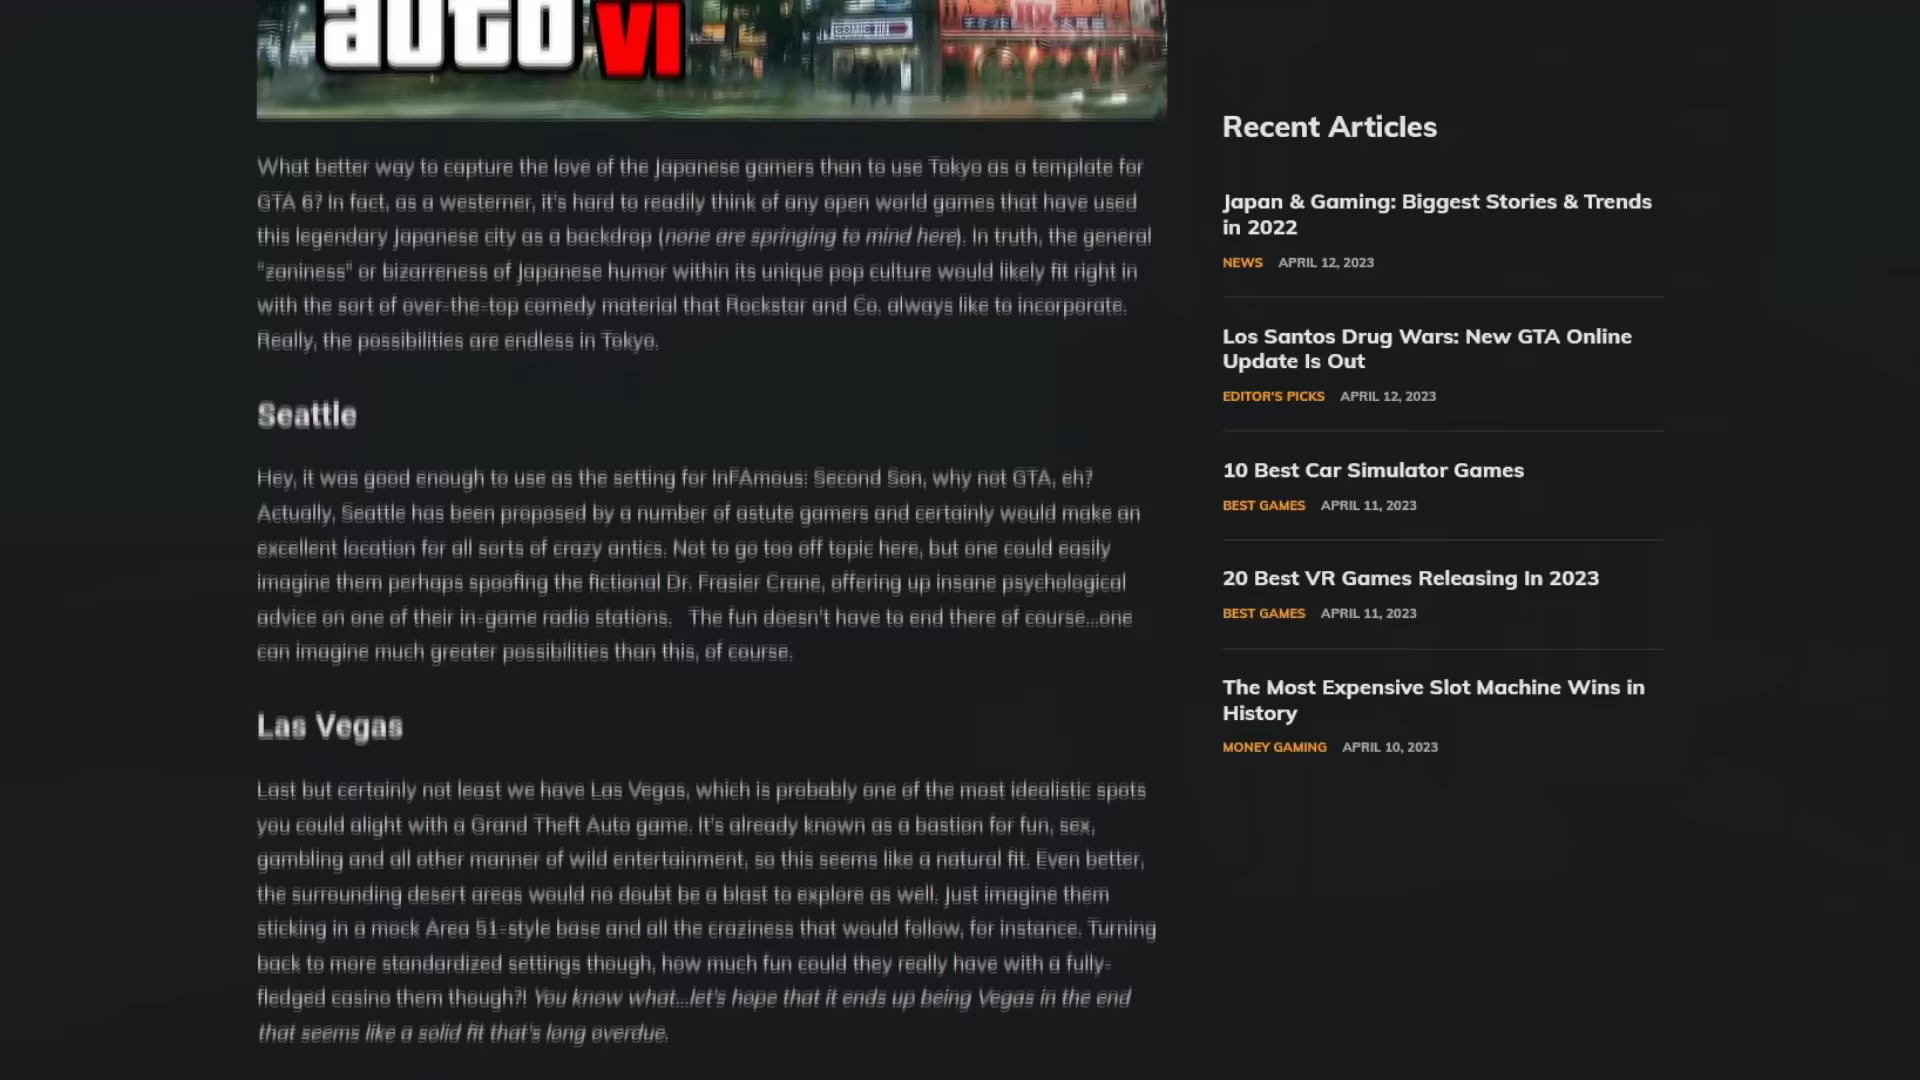 auto VI
COMIC ZIN
What better way to capture the love of the Japanese gamers than to use Tokyo as a template for
GTA 6? In fact, as a westerner, it's hard to readily think of any open world games that have used
this legendary Japanese city as a backdrop (none are springing to mind here). In truth, the general
"zaniness" or bizarreness of Japanese humor within its unique pop culture would likely fit right in
with the sort of over-the-top comedy material that Rockstar and Co. always like to incorporate.
Really, the possibilities are endless in Tokyo.
Seattle
Hey, it was good enough to use as the setting for InFAmous: Second Son, why not GTA, eh?
Actually, Seattle has been proposed by a number of astute gamers and certainly would make an
excellent location for all sorts of crazy antics. Not to go too off topic here, but one could easily
imagine them perhaps spoofing the fictional Dr. Frasier Crane, offering up insane psychological
advice on one of their in-game radio stations.   The fun doesn't have to end there of course...one
can imagine much greater possibilities than this, of course.
Las Vegas
Last but certainly not least we have Las Vegas, which is probably one of the most idealistic spots
you could alight with a Grand Theft Auto game. It's already known as a bastion for fun, sex,
gambling and all other manner of wild entertainment, so this seems like a natural fit. Even better,
the surrounding desert areas would no doubt be a blast to explore as well. Just imagine them
sticking in a mock Area 51-style base and all the craziness that would follow, for instance. Turning
back to more standardized settings though, how much fun could they really have with a fully-
fledged casino them though?! You know what...let's hope that it ends up being Vegas in the end
that seems like a solid fit that's long overdue.
Recent Articles
Japan & Gaming: Biggest Stories & Trends
in 2022
NEWS APRIL 12, 2023
Los Santos Drug Wars: New GTA Online
Update Is Out
EDITOR'S PICKS APRIL 12, 2023
10 Best Car Simulator Games
BEST GAMES APRIL 11, 2023
20 Best VR Games Releasing In 2023
BEST GAMES APRIL 11, 2023
The Most Expensive Slot Machine Wins in
History
MONEY GAMING APRIL 10, 2023